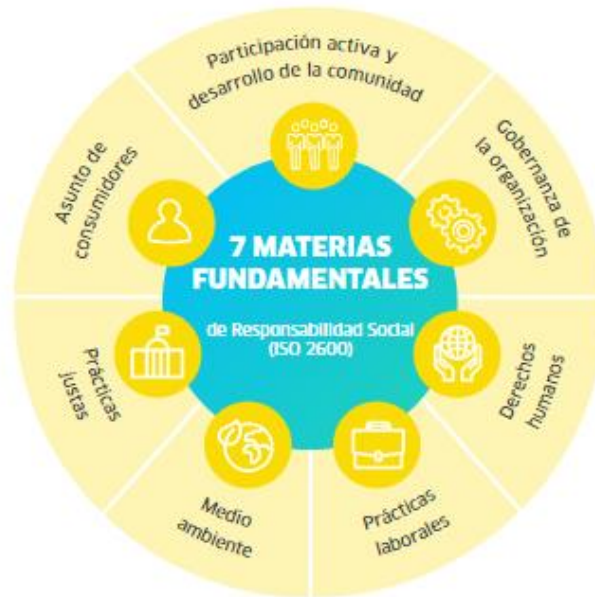 Participación activa y
desarrollo de la comunidad
Gobernanza de
la organización
Derechos
humanos
Prácticas
laborales
Medio
ambiente
Prácticas
justas
Asunto de
consumidores
7 MATERIAS
FUNDAMENTALES
de Responsabilidad Social
(ISO 2600)